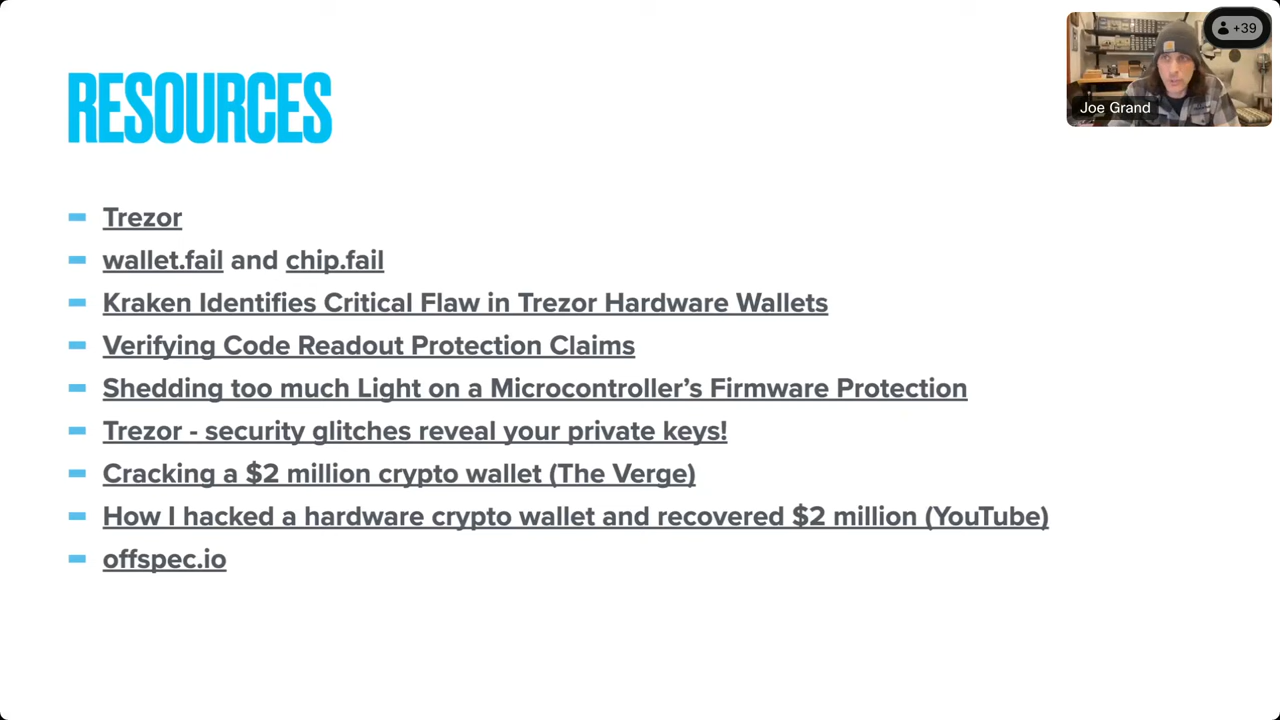 +39
Joe Grand
RESOURCES
Trezor
wallet.fail and chip.fail
Kraken Identifies Critical Flaw in Trezor Hardware Wallets
Verifying Code Readout Protection Claims
Shedding too much Light on a Microcontroller’s Firmware Protection
Trezor - security glitches reveal your private keys!
Cracking a $2 million crypto wallet (The Verge)
How I hacked a hardware crypto wallet and recovered $2 million (YouTube)
offspec.io